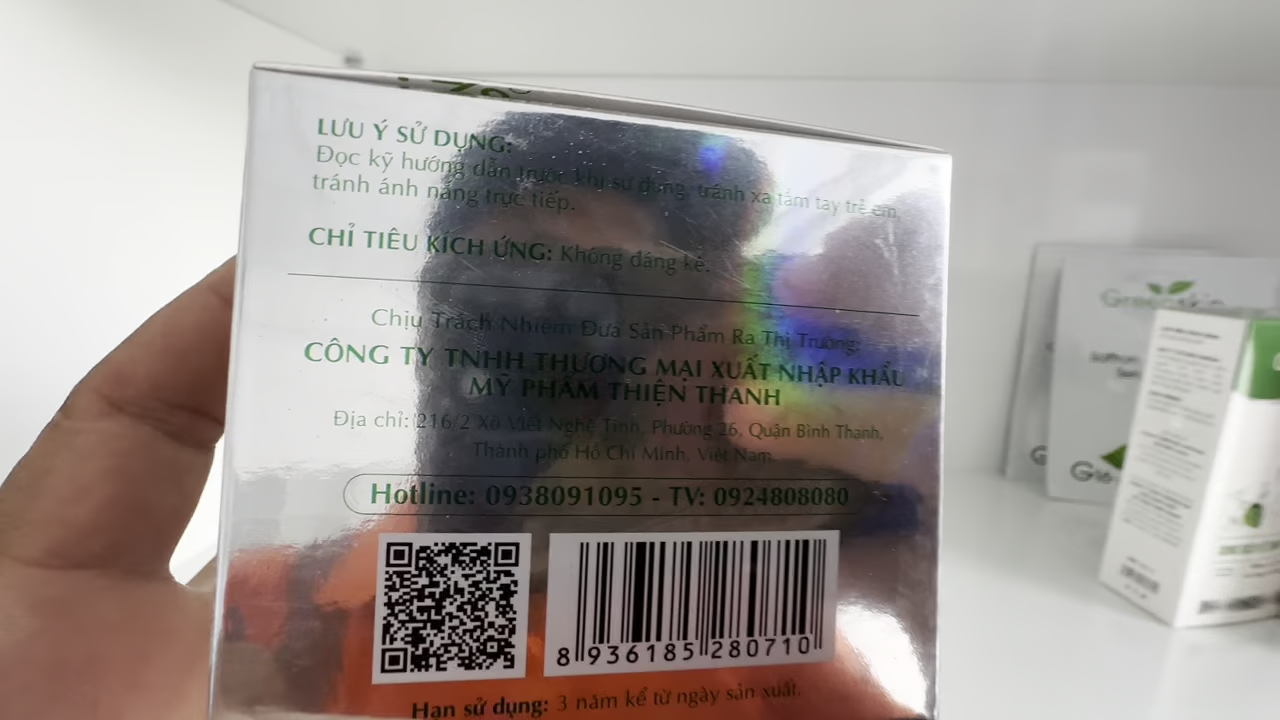 LƯU Ý SỬ DỤNG:
Đọc kỹ hướng dẫn trước khi sử dụng, tránh xa tầm tay trẻ em,
tránh ánh nắng trực tiếp.
CHỈ TIÊU KÍCH ỨNG: Không đáng kể.
Chịu Trách Nhiệm Đưa Sản Phẩm Ra Thị Trường:
CÔNG TY TNHH THƯƠNG MẠI XUẤT NHẬP KHẨU
MỸ PHẨM THIỆN THANH
Địa chỉ: 216/2 Xô Viết Nghệ Tĩnh, Phường 26, Quận Bình Thạnh,
Thành phố Hồ Chí Minh, Việt Nam.
Hotline: 0938091095 - TV: 0924808080
8 936185 280710
Hạn sử dụng: 3 năm kể từ ngày sản xuất.
Greenskin